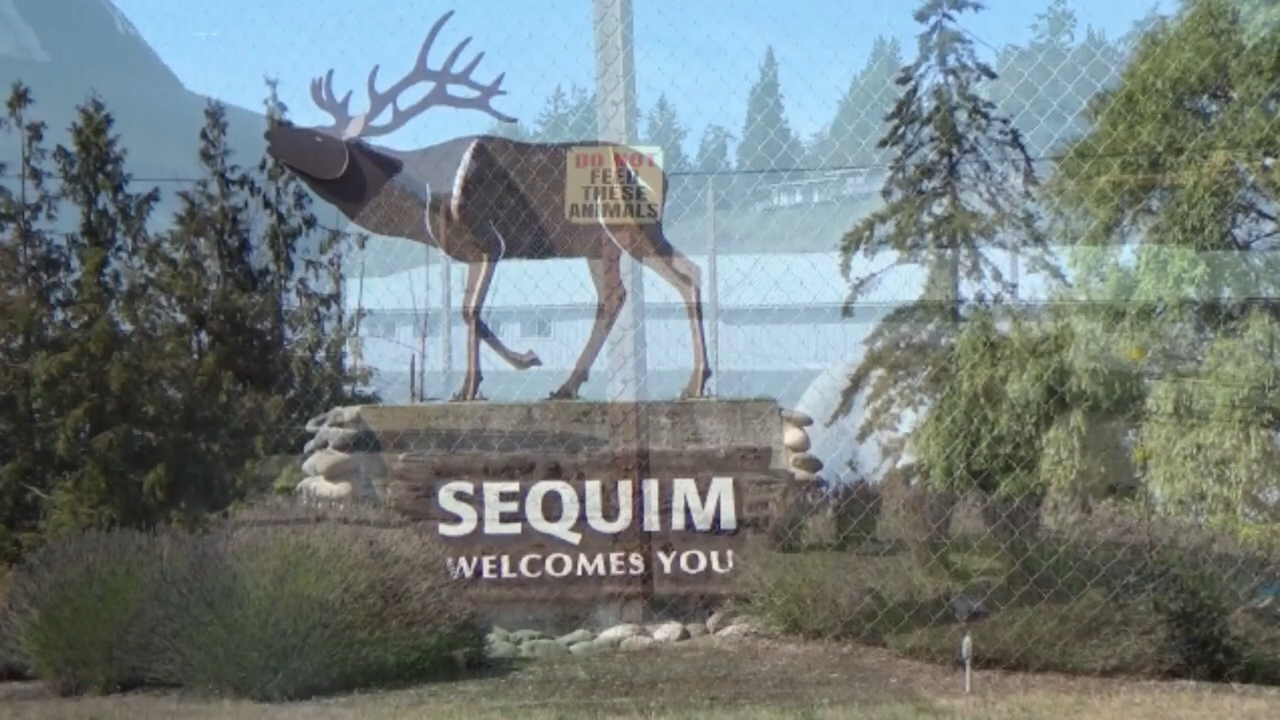 DO NOT
FEED
THESE
ANIMALS
SEQUIM
WELCOMES YOU